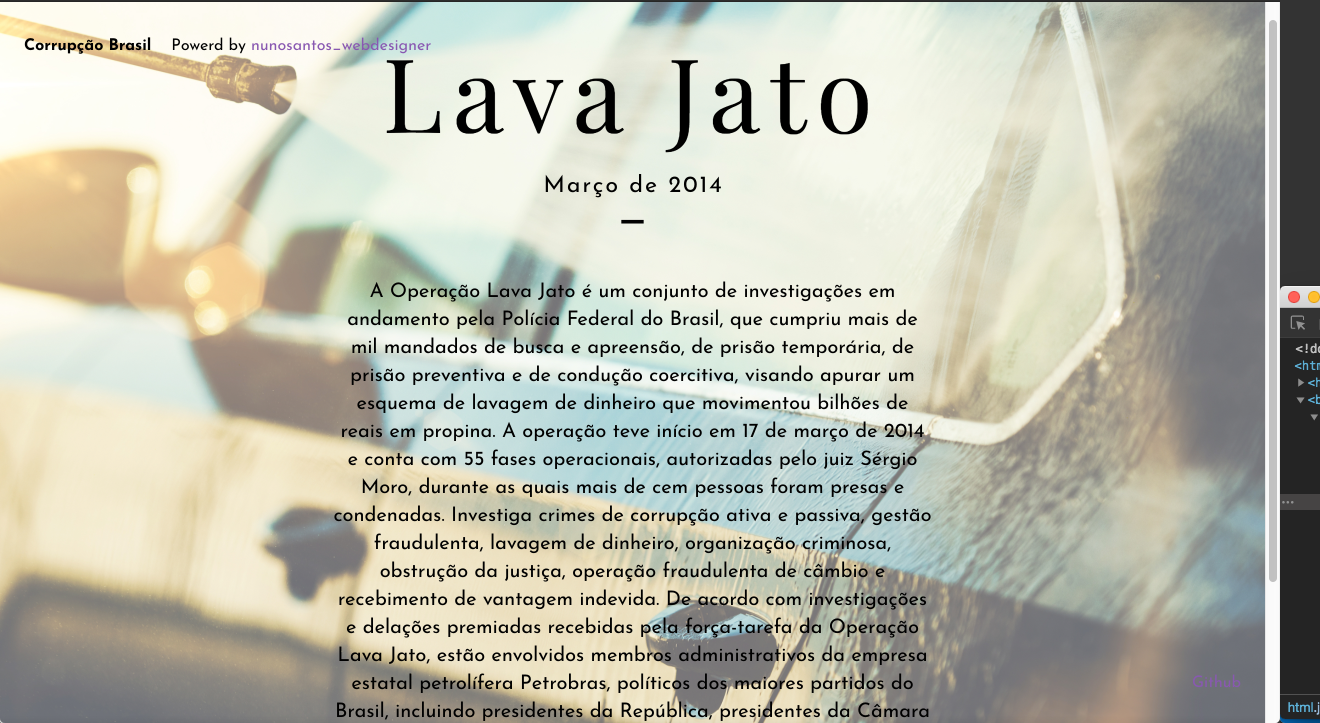 Corrupção Brasil Powerd by nunosantos_webdesigner
Lava Jato
Março de 2014
A Operação Lava Jato é um conjunto de investigações em
andamento pela Polícia Federal do Brasil, que cumpriu mais de
mil mandados de busca e apreensão, de prisão temporária, de
prisão preventiva e de condução coercitiva, visando apurar um
esquema de lavagem de dinheiro que movimentou bilhões de
reais em propina. A operação teve início em 17 de março de 2014
e conta com 55 fases operacionais, autorizadas pelo juiz Sérgio
Moro, durante as quais mais de cem pessoas foram presas e
condenadas. Investiga crimes de corrupção ativa e passiva, gestão
fraudulenta, lavagem de dinheiro, organização criminosa,
obstrução da justiça, operação fraudulenta de câmbio e
recebimento de vantagem indevida. De acordo com investigações
e delações premiadas recebidas pela força-tarefa da Operação
Lava Jato, estão envolvidos membros administrativos da empresa
estatal petrolífera Petrobras, políticos dos maiores partidos do
Brasil, incluindo presidentes da República, presidentes da Câmara
<!do
<htm
<h
<b
...
html.j